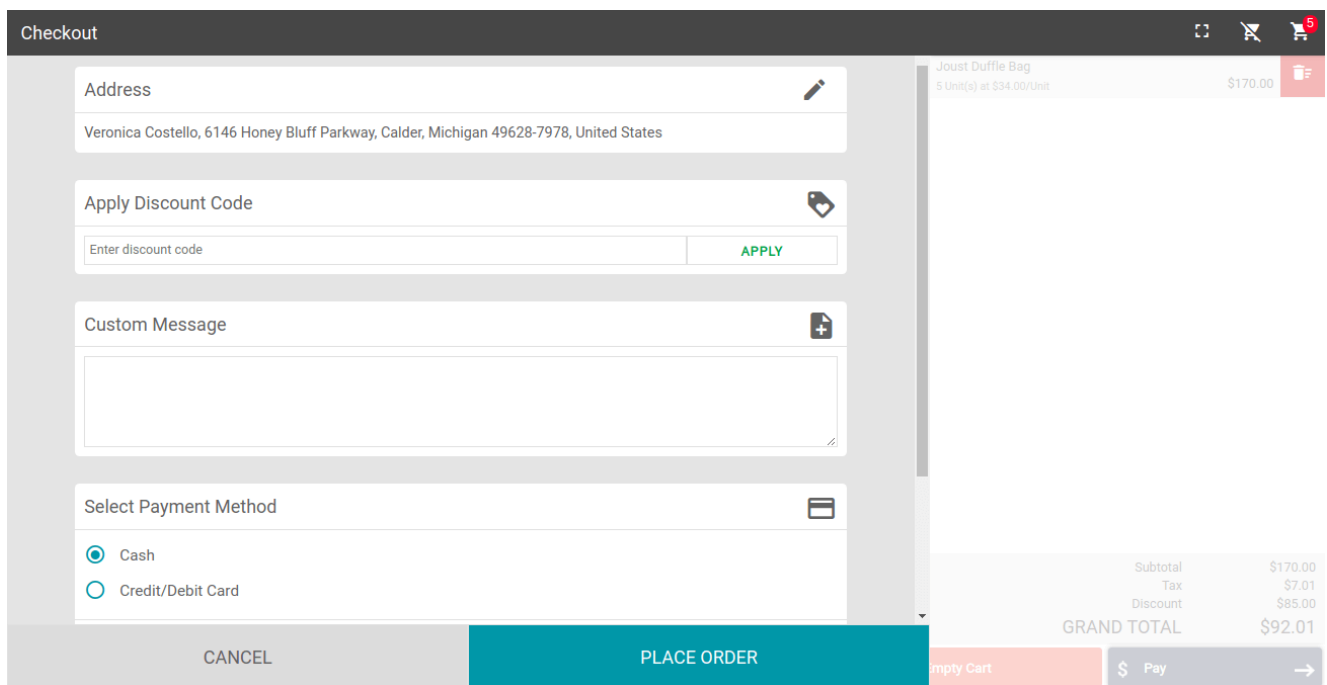 Checkout
5
Address
Veronica Costello, 6146 Honey Bluff Parkway, Calder, Michigan 49628-7978, United States
Apply Discount Code
Enter discount code
APPLY
Custom Message
Select Payment Method
Cash
Credit/Debit Card
CANCEL
PLACE ORDER
Joust Duffle Bag
5 Unit(s) at $34.00/Unit
$170.00
Subtotal $170.00
Tax $7.01
Discount $85.00
GRAND TOTAL $92.01
Empty Cart
$ Pay